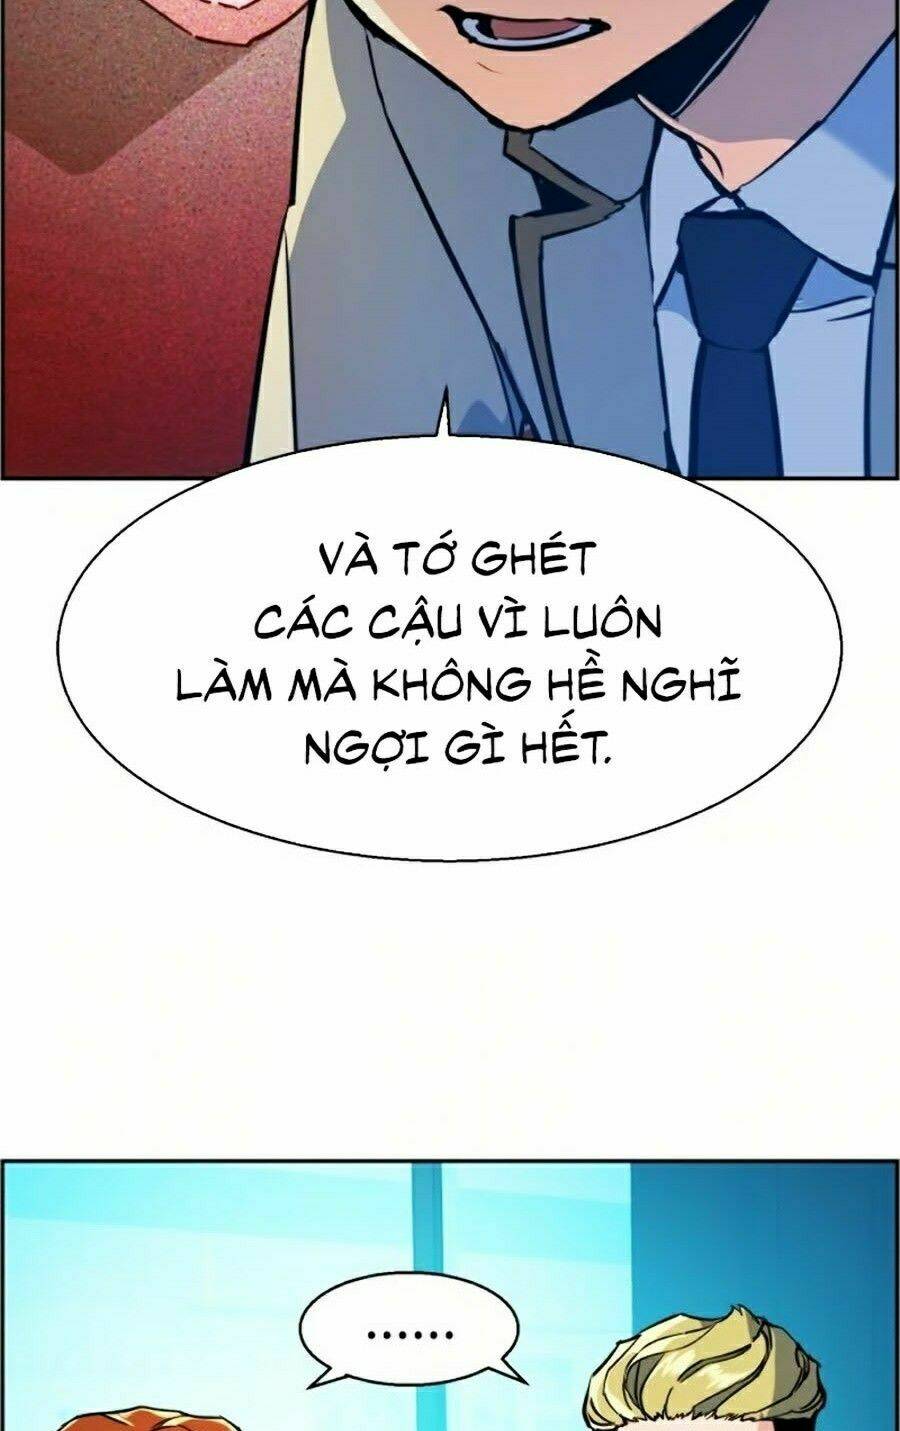 VÀ TỚ GHÉT
CÁC CẬU VÌ LUÔN
LÀM MÀ KHÔNG HỀ NGHĨ
NGỢI GÌ HẾT.
......